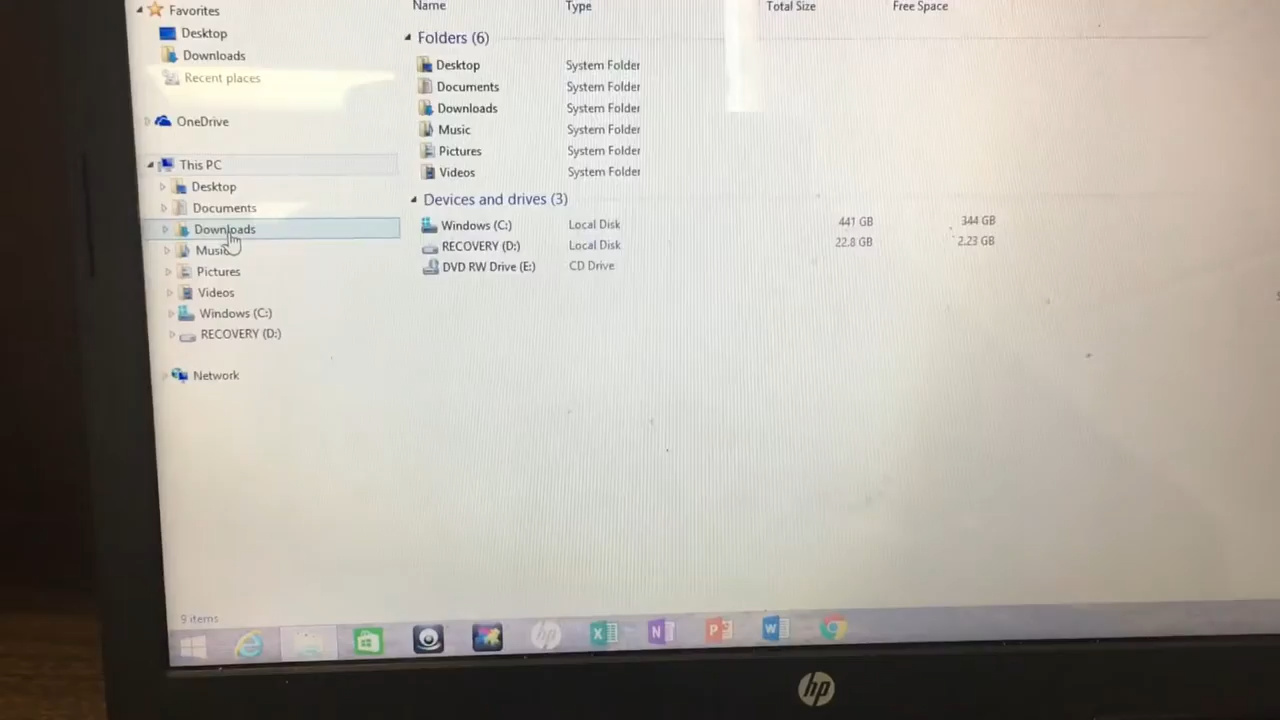 Favorites
Desktop
Downloads
Recent places
OneDrive
This PC
Desktop
Documents
Downloads
Music
Pictures
Videos
Windows (C:)
RECOVERY (D:)
Network
Name Type Total Size Free Space
Folders (6)
Desktop System Folder
Documents System Folder
Downloads System Folder
Music System Folder
Pictures System Folder
Videos System Folder
Devices and drives (3)
Windows (C:) Local Disk 441 GB 344 GB
RECOVERY (D:) Local Disk 22.8 GB 2.23 GB
DVD RW Drive (E:) CD Drive
9 items
hp X N P W
hp